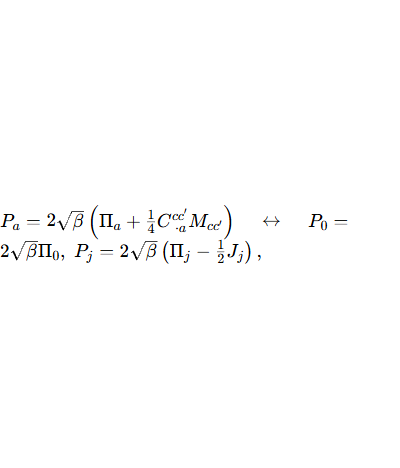 $P_a = 2\sqrt{\beta}\left(\Pi_a + \frac{1}{4} C^{cc'}_{\cdot a} M_{cc'}\right) \quad \leftrightarrow \quad P_0 =$
$2\sqrt{\beta}\Pi_0, \; P_j = 2\sqrt{\beta}\left(\Pi_j - \frac{1}{2} J_j\right),$